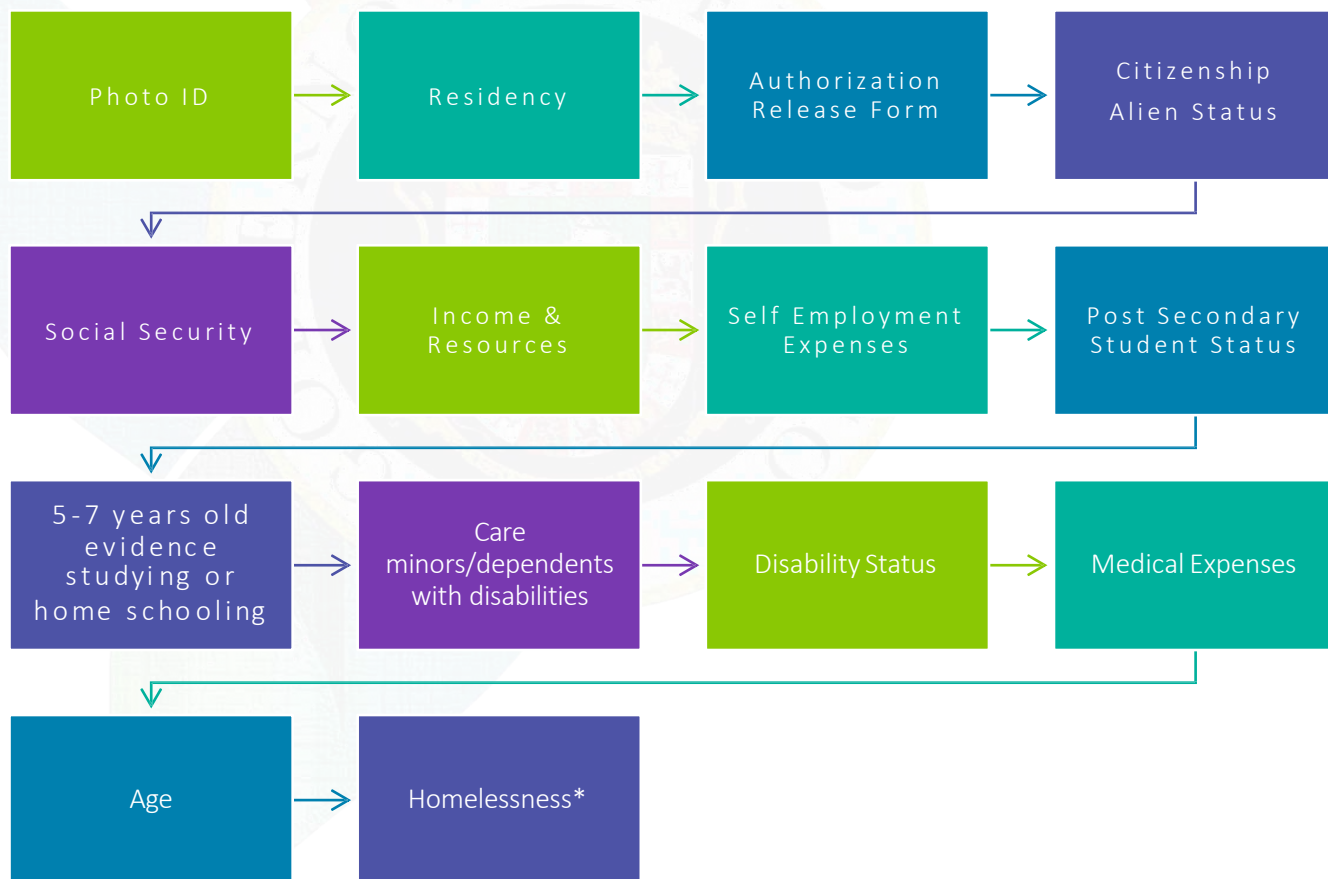 Photo ID
Residency
Authorization
Release Form
Citizenship
Alien Status
Social Security
Income &
Resources
Self Employment
Expenses
Post Secondary
Student Status
5-7 years old
evidence
studying or
home schooling
Care
minors/dependents
with disabilities
Disability Status
Medical Expenses
Age
Homelessness*